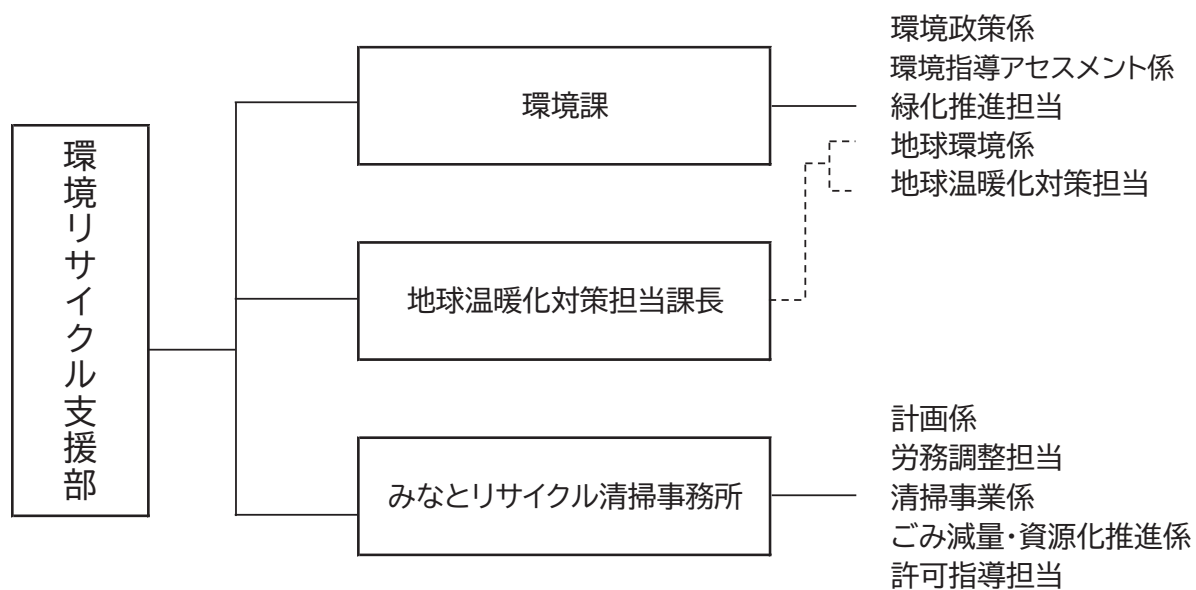 環境リサイクル支援部
環境課
環境政策係
環境指導アセスメント係
緑化推進担当
地球環境係
地球温暖化対策担当
地球温暖化対策担当課長
みなとリサイクル清掃事務所
計画係
労務調整担当
清掃事業係
ごみ減量・資源化推進係
許可指導担当